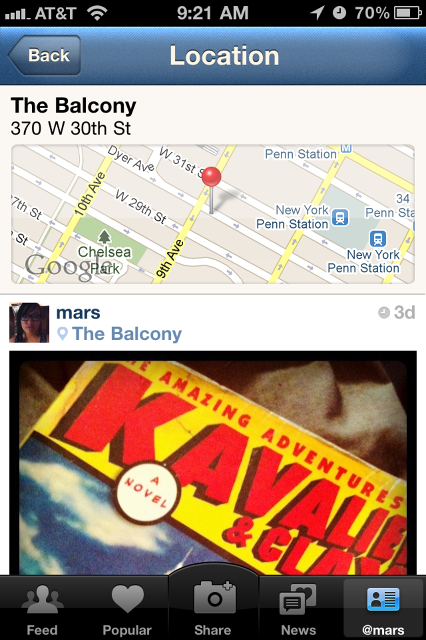 AT&T 9:21 AM 70%
Back Location
The Balcony
370 W 30th St
Dyer Ave
W 31st St
Penn Station M
10th Ave
W 29th St
New York
Penn Station
34
Penn Sta
7th St
9th Ave
Chelsea
Park
New York
Penn Station
St
Google
mars 3d
The Balcony
THE AMAZING ADVENTURES
KAVALIE
A
NOVEL
& CLAY
Feed Popular Share News @mars